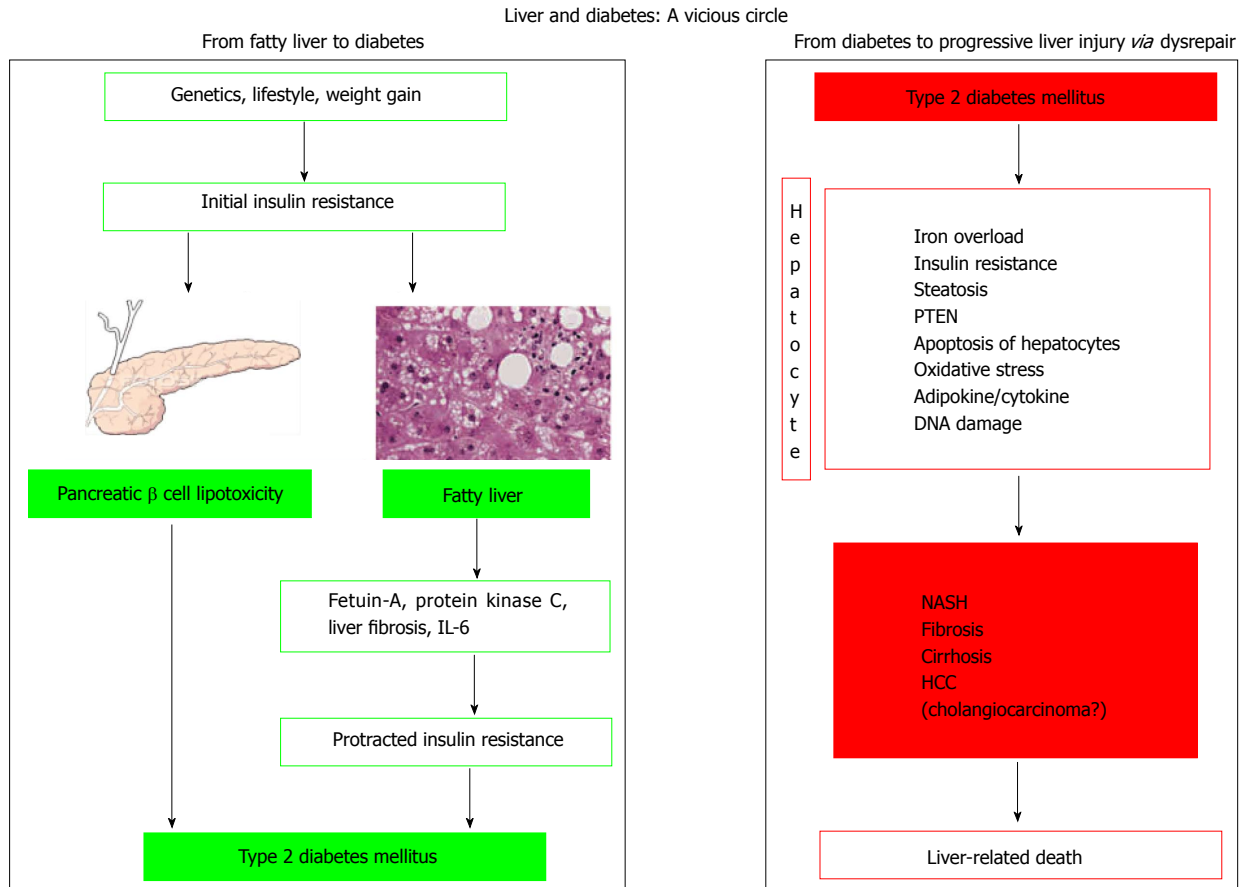 Liver and diabetes: A vicious circle
From fatty liver to diabetes
Genetics, lifestyle, weight gain
Initial insulin resistance
Pancreatic β cell lipotoxicity
Fatty liver
Fetuin-A, protein kinase C,
liver fibrosis, IL-6
Protracted insulin resistance
Type 2 diabetes mellitus
From diabetes to progressive liver injury via dysrepair
Type 2 diabetes mellitus
Hepatocyte
Iron overload
Insulin resistance
Steatosis
PTEN
Apoptosis of hepatocytes
Oxidative stress
Adipokine/cytokine
DNA damage
NASH
Fibrosis
Cirrhosis
HCC
(cholangiocarcinoma?)
Liver-related death